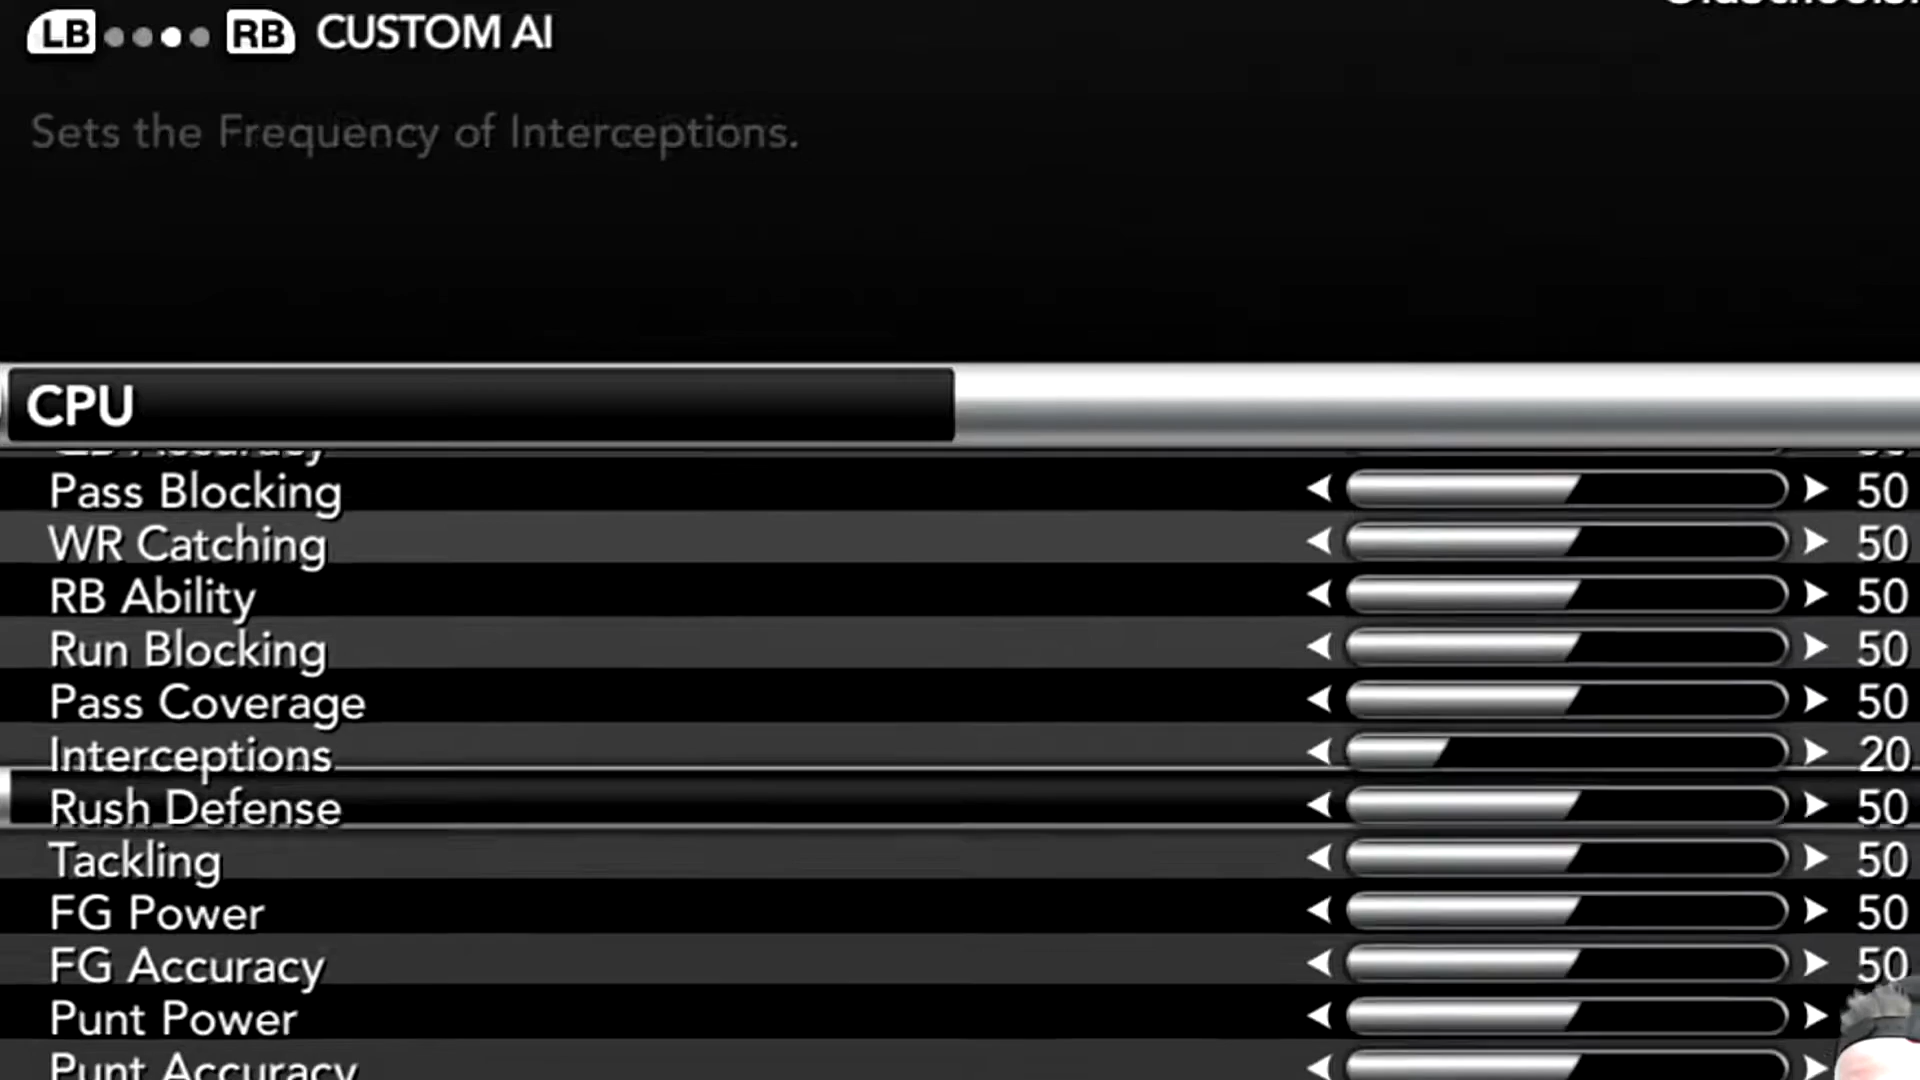 LB RB CUSTOM AI
Sets the Frequency of Interceptions.
CPU
Accuracy
Pass Blocking 50
WR Catching 50
RB Ability 50
Run Blocking 50
Pass Coverage 50
Interceptions 20
Rush Defense 50
Tackling 50
FG Power 50
FG Accuracy 50
Punt Power
Punt Accuracy